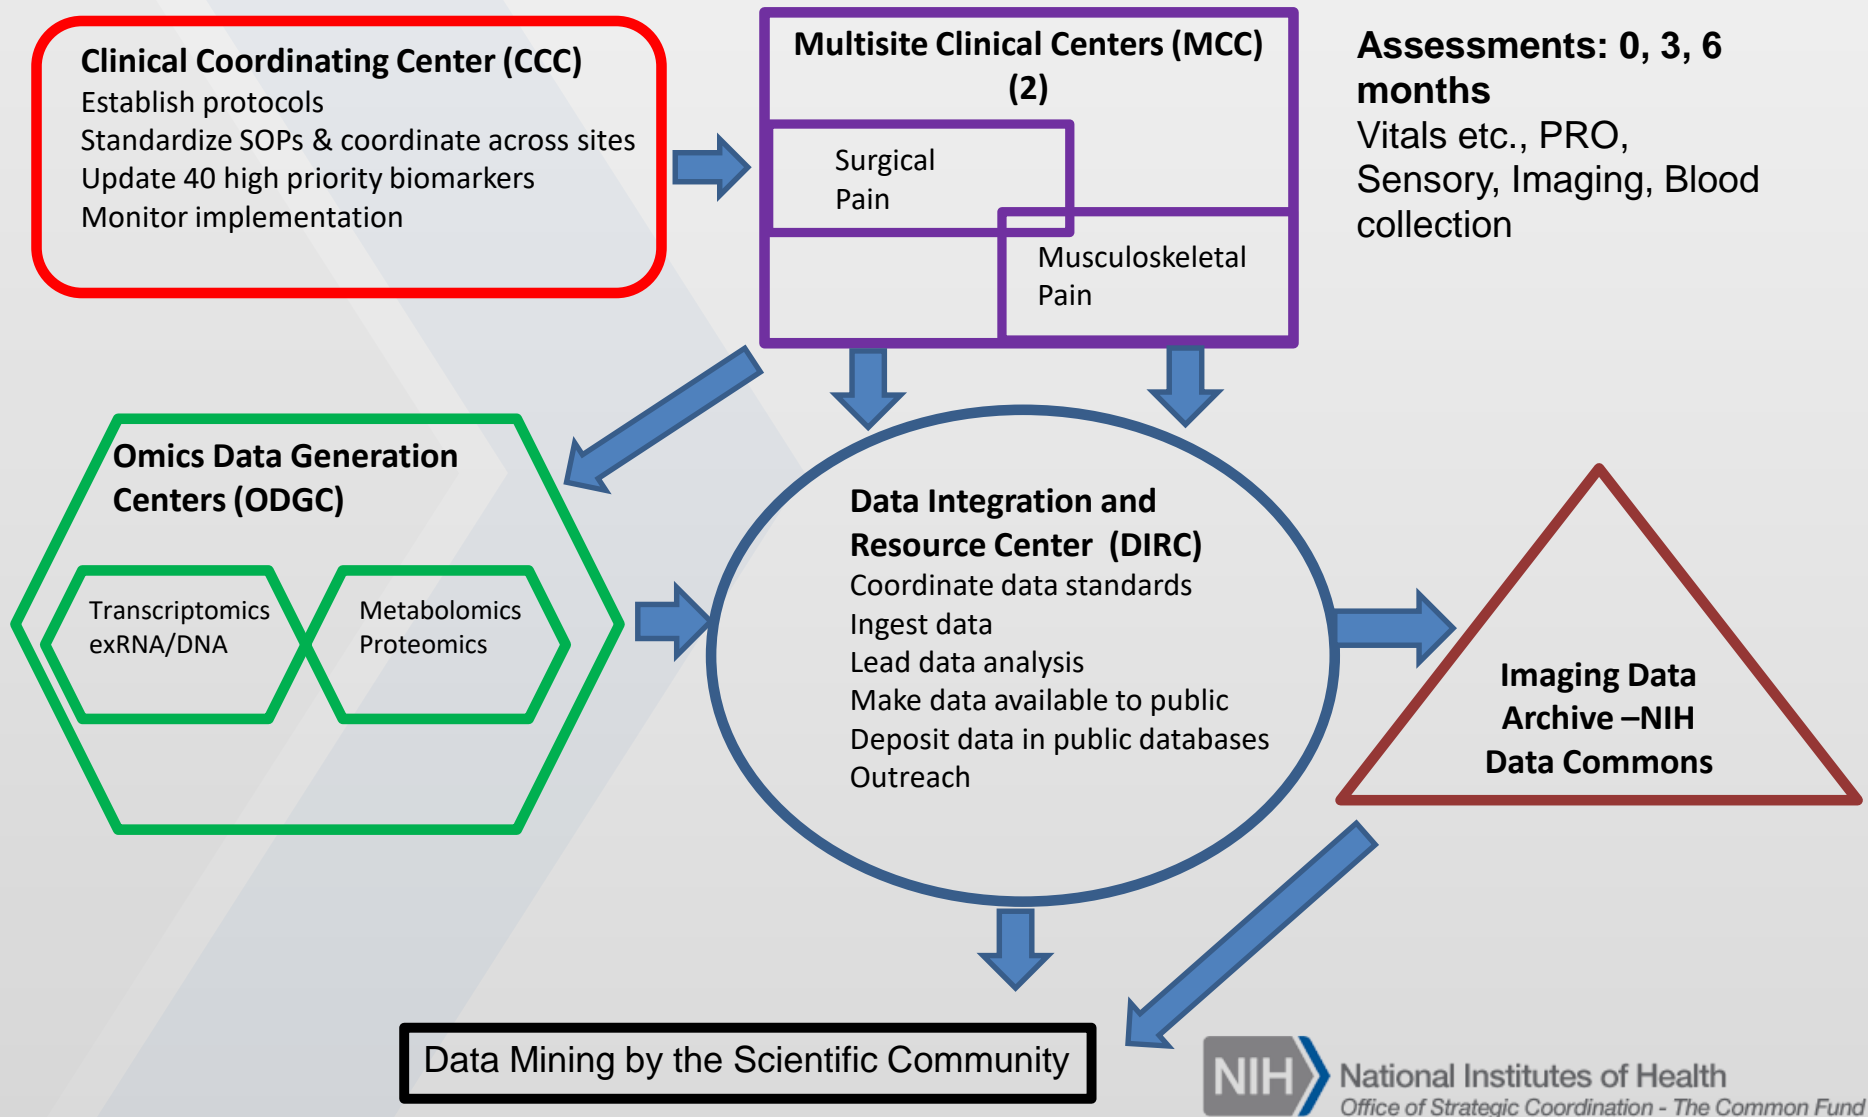 Clinical Coordinating Center (CCC)
Establish protocols
Standardize SOPs & coordinate across sites
Update 40 high priority biomarkers
Monitor implementation
Multisite Clinical Centers (MCC)
(2)
Surgical
Pain
Musculoskeletal
Pain
Assessments: 0, 3, 6
months
Vitals etc., PRO,
Sensory, Imaging, Blood
collection
Omics Data Generation
Centers (ODGC)
Transcriptomics
exRNA/DNA
Metabolomics
Proteomics
Data Integration and
Resource Center (DIRC)
Coordinate data standards
Ingest data
Lead data analysis
Make data available to public
Deposit data in public databases
Outreach
Imaging Data
Archive –NIH
Data Commons
Data Mining by the Scientific Community
NIH
National Institutes of Health
Office of Strategic Coordination - The Common Fund